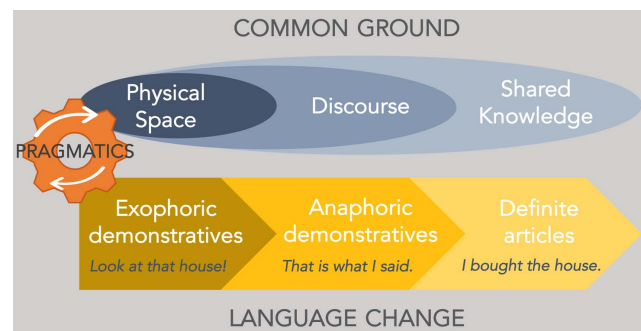 COMMON GROUND
Physical
Space
Discourse
Shared
Knowledge
PRAGMATICS
Exophoric
demonstratives
Look at that house!
Anaphoric
demonstratives
That is what I said.
Definite
articles
I bought the house.
LANGUAGE CHANGE